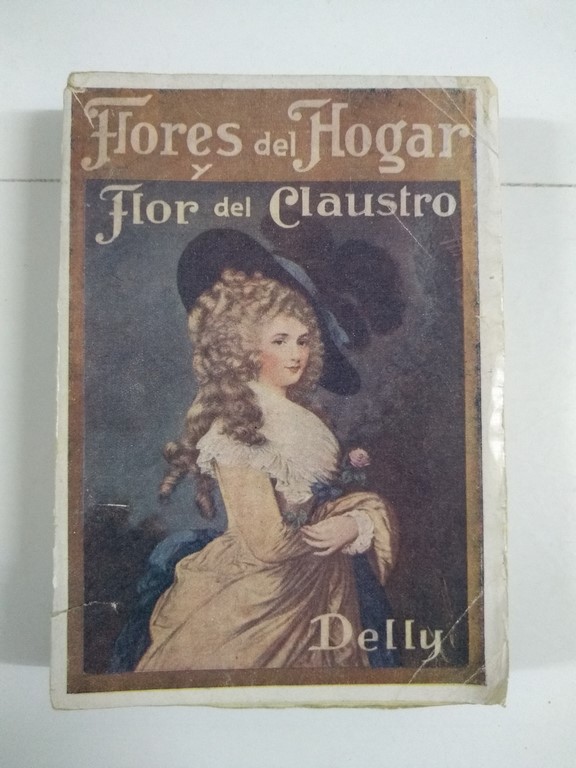 Flores del Hogar
y
Flor del Claustro
Delly